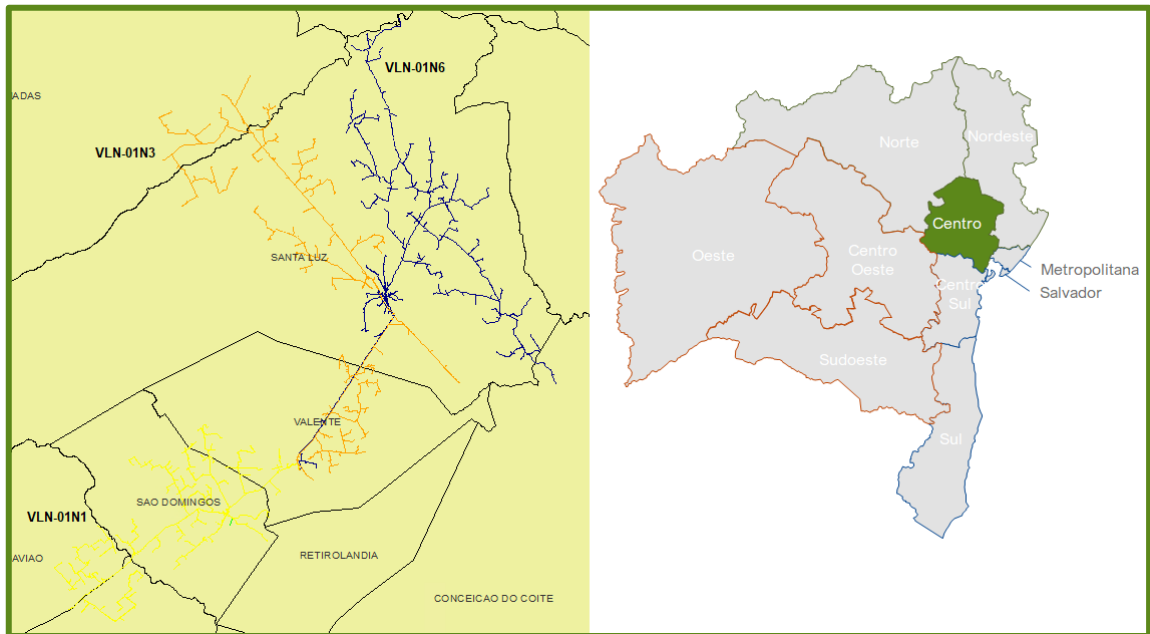 VLN-01N6
IADAS
VLN-01N3
SANTA LUZ
VALENTE
SAO DOMINGOS
VLN-01N1
AVIAO
RETIROLANDIA
CONCEICAO DO COITE
Norte
Nordeste
Centro
Oeste
Centro
Oeste
Metropolitana
Salvador
Centro
Sul
Sudoeste
Sul